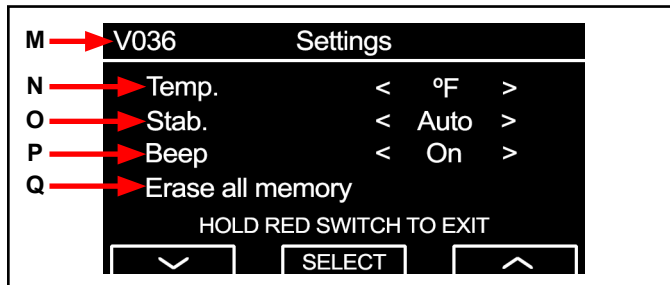 M V036 Settings
N Temp. < ºF >
O Stab. < Auto >
P Beep < On >
Q Erase all memory
HOLD RED SWITCH TO EXIT
SELECT